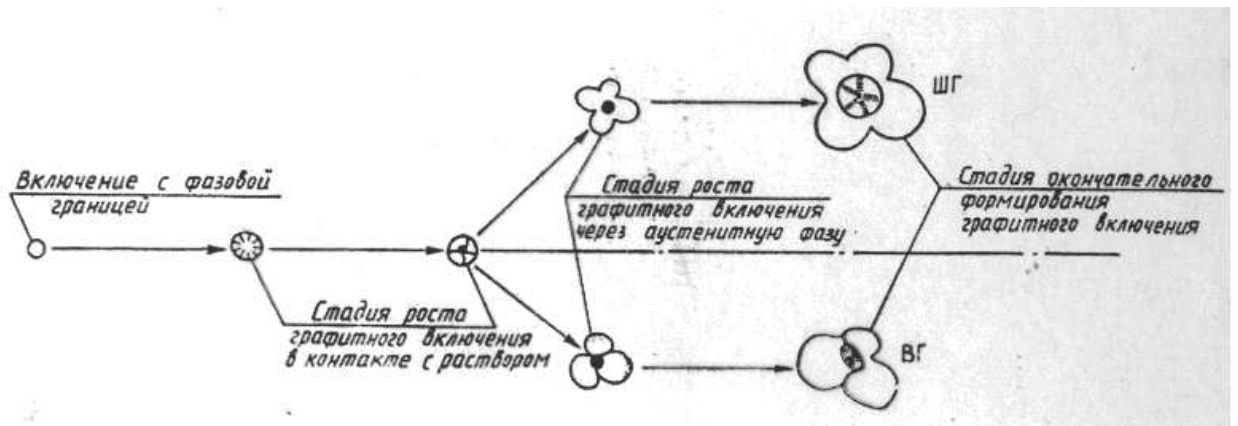 ШГ
Включение с фазовой
границей
Стадия роста
графитного включения
через аустенитную фазу
Стадия окончательного
формирования
графитного включения
Стадия роста
графитного включения
в контакте с раствором
ВГ